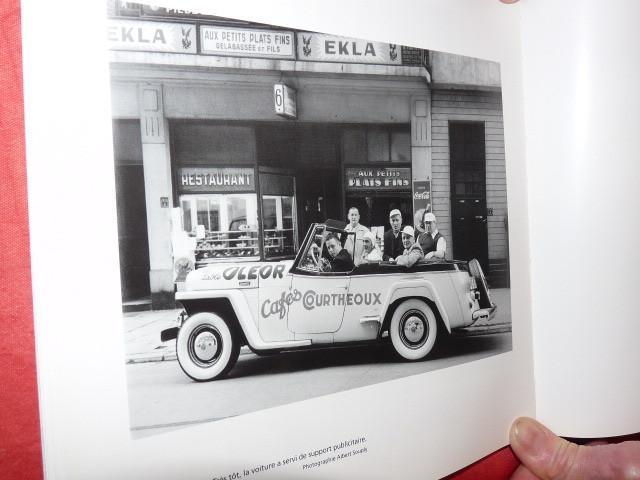 EKLA
AUX PETITS PLATS FINS
GELABASSÉE ET FILS
EKLA
6
RESTAURANT
AUX PETITS
PLATS FINS
Coca-Cola
OLEOR
Cafés COURTHEOUX
Très tôt, la voiture a servi de support publicitaire.
Photographie Albert Soubly